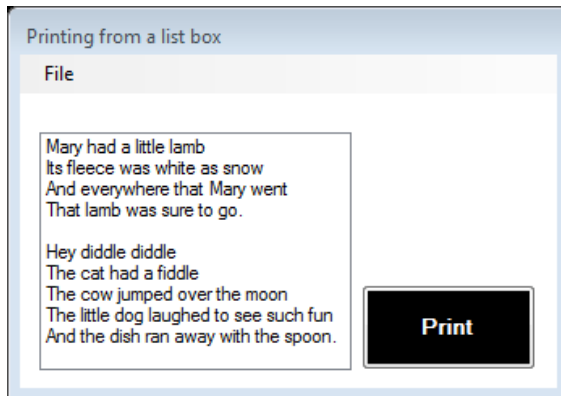 Printing from a list box
File
Mary had a little lamb
Its fleece was white as snow
And everywhere that Mary went
That lamb was sure to go.
Hey diddle diddle
The cat had a fiddle
The cow jumped over the moon
The little dog laughed to see such fun
And the dish ran away with the spoon.
Print